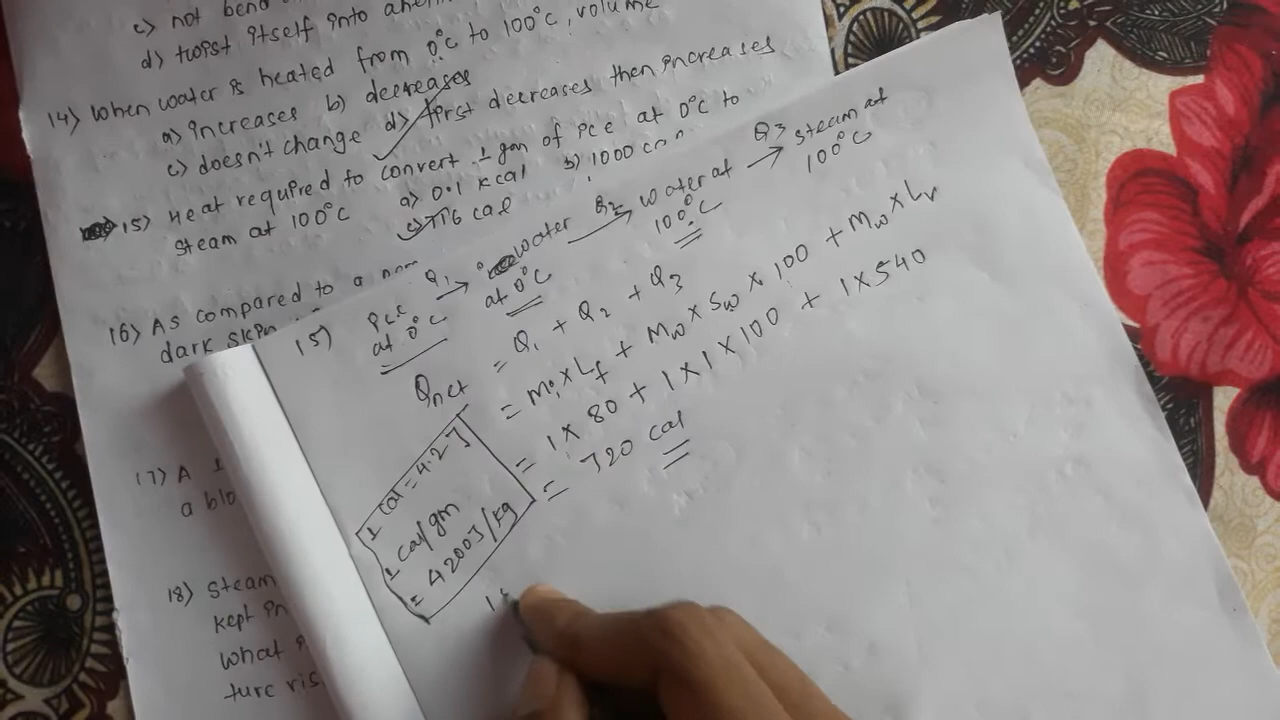 c) not bend
d) twist itself into
14) When water is heated from 0°c to 100°c, volume
a) increases b) decreases
c) doesn't change d) first decreases then increases
15) Heat required to convert 1 gm of ice at 0°c to
steam at 100°c a) 0.1 kcal b) 1000 c
c) 716 cal
16) As compared to a
dark skin
17) A 1
a blo
18) Steam
kept in
what
ture ris
15) ice at 0°C Q1 → water at 0°C Q2 → water at 100°C Q3 → steam at 100°C
Qnet = Q1 + Q2 + Q3
= Mi × Lf + Mw × Sw × 100 + Mw × Lv
= 1 × 80 + 1 × 1 × 100 + 1 × 540
= 720 cal
1 cal = 4.2 J
1 cal/gm
= 4200 J/kg